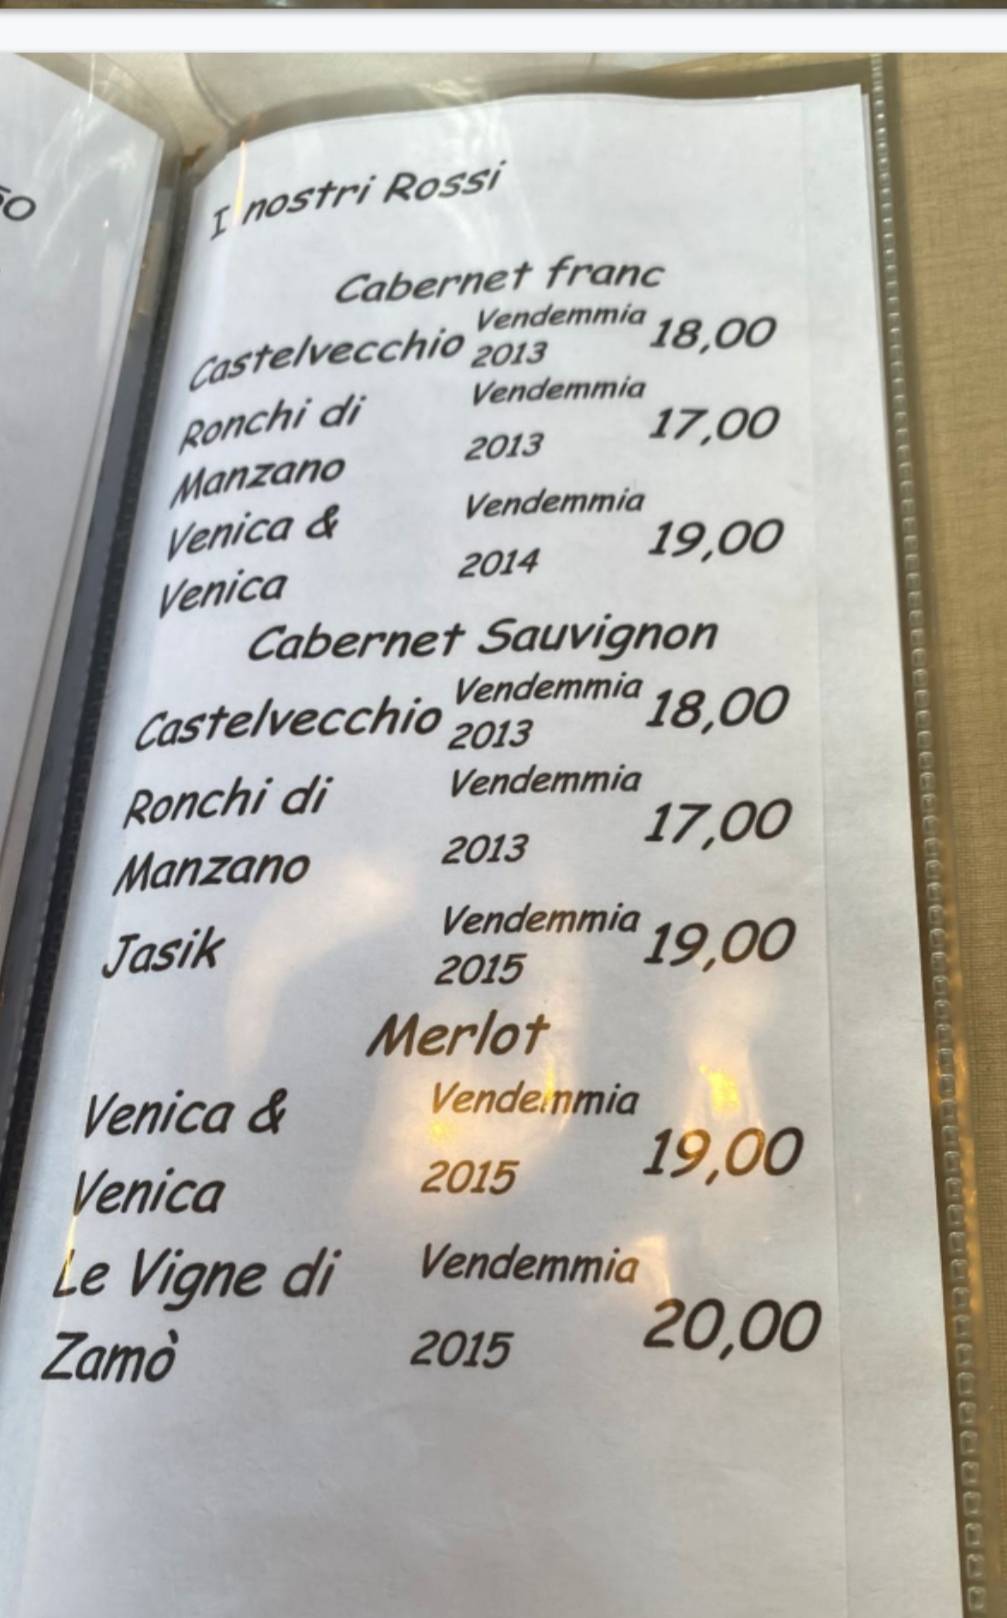 I nostri Rossi
Cabernet franc
Castelvecchio Vendemmia 2013 18,00
Ronchi di Manzano Vendemmia 2013 17,00
Venica & Venica Vendemmia 2014 19,00
Cabernet Sauvignon
Castelvecchio Vendemmia 2013 18,00
Ronchi di Manzano Vendemmia 2013 17,00
Jasik Vendemmia 2015 19,00
Merlot
Venica & Venica Vendemmia 2015 19,00
Le Vigne di Zamò Vendemmia 2015 20,00